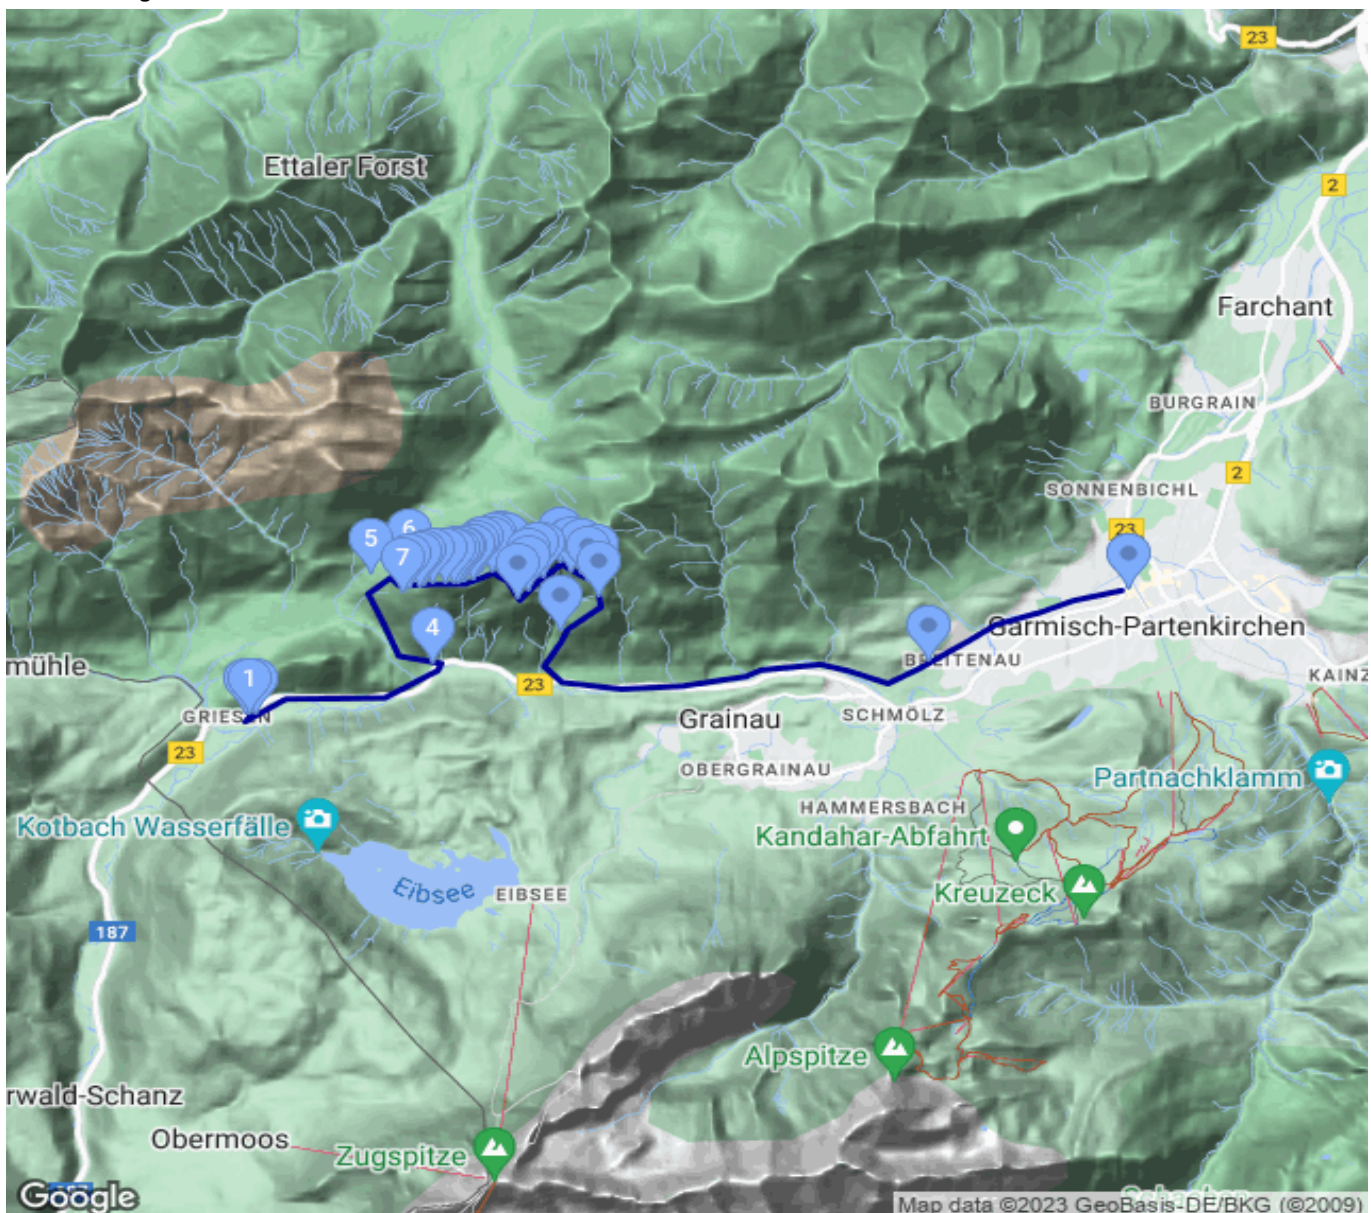 23
Ettaler Forst
2
Farchant
BURGRAIN
2
SONNENBICHL
23
5
6
7
4
Garmisch-Partenkirchen
BREITENAU
mühle
1
GRIESEN
23
23
KAINZ
Grainau
SCHMÖLZ
OBERGRAINAU
Partnachklamm
HAMMERSBACH
Kotbach Wasserfälle
Kandahar-Abfahrt
Eibsee
EIBSEE
Kreuzeck
187
Alpspitze
rwald-Schanz
Obermoos
Zugspitze
Google
Map data ©2023 GeoBasis-DE/BKG (©2009)